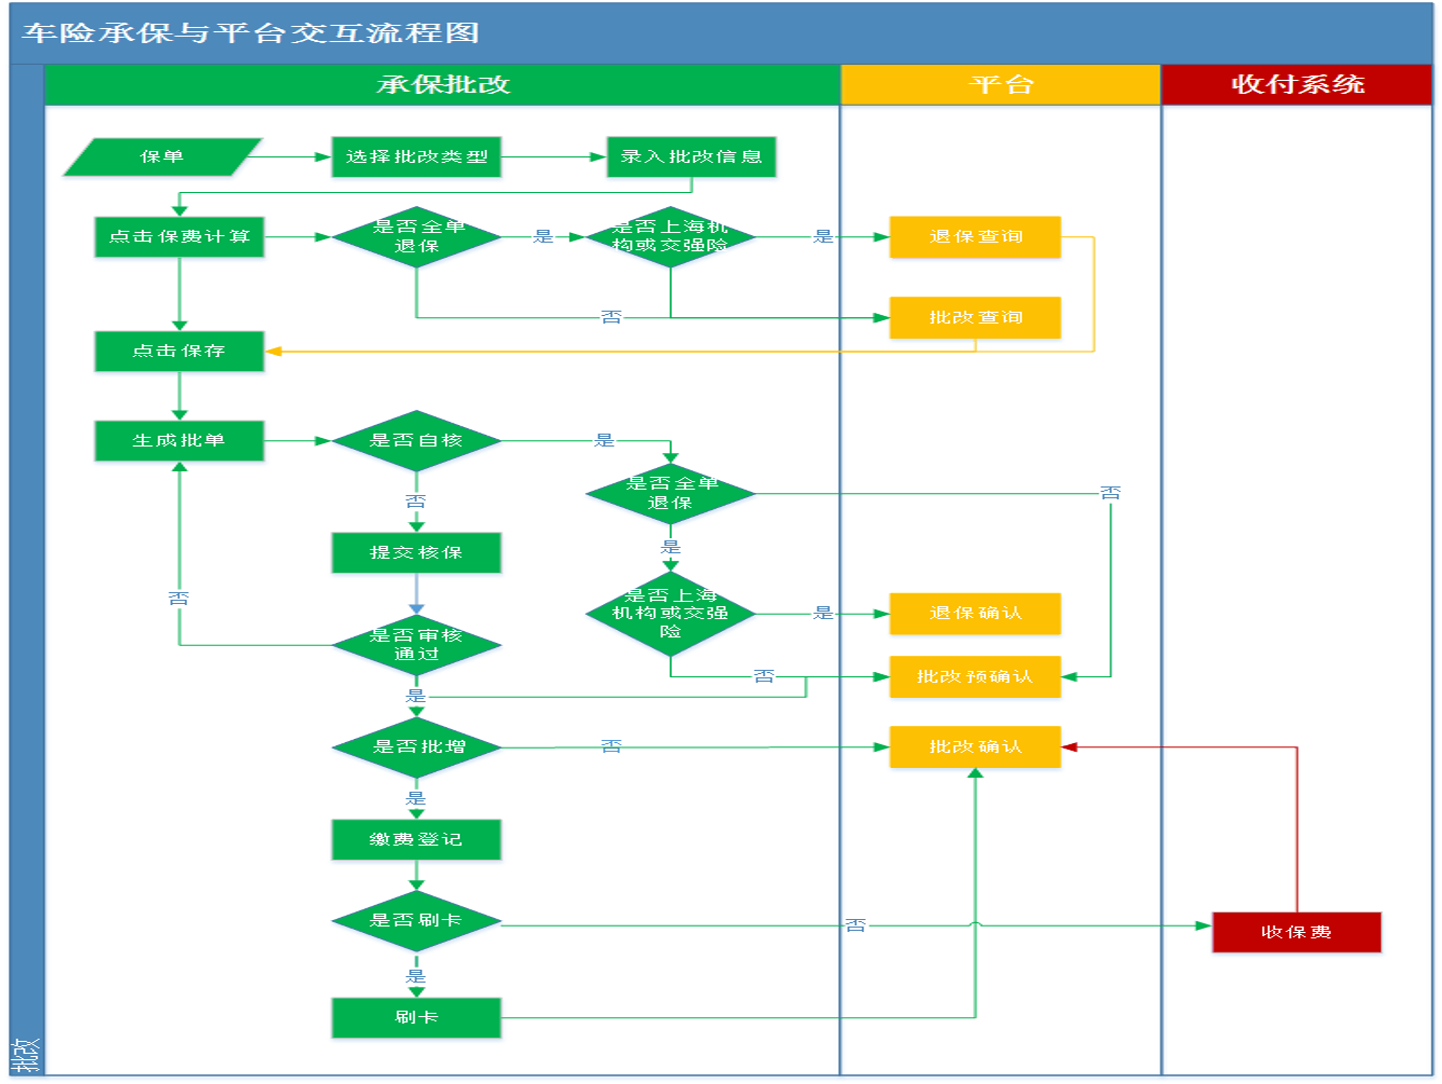 车险承保与平台交互流程图
承保批改
平台
收付系统
保单
选择批改类型
录入批改信息
点击保费计算
是否全单
退保
是
是否上海机
构或交强险
是
退保查询
否
批改查询
点击保存
生成批单
是否自核
是
是否全单
退保
否
否
提交核保
是
否
是否上海
机构或交强
险
是
退保确认
是否审核
通过
否
批改预确认
是
是否批增
否
批改确认
是
缴费登记
是否刷卡
否
收保费
是
刷卡
批改